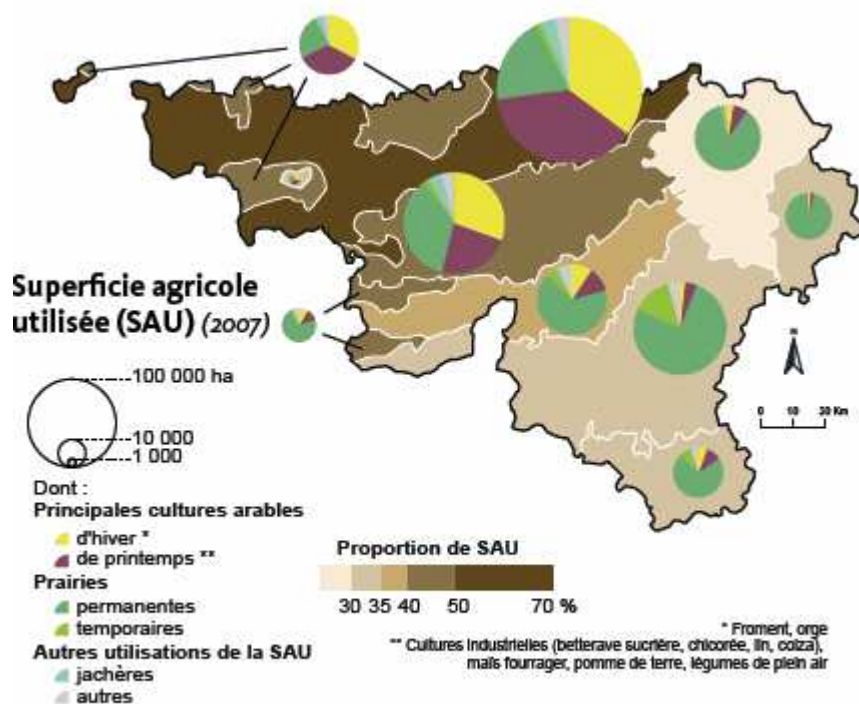 Superficie agricole
utilisée (SAU) (2007)
100 000 ha
10 000
1 000
Dont :
Principales cultures arables
d'hiver *
de printemps **
Prairies
permanentes
temporaires
Autres utilisations de la SAU
jachères
autres
Proportion de SAU
30 35 40 50 70 %
N
0 10 30 Km
* Froment, orge
** Cultures Industrielles (betterave sucrière, chicorée, lin, colza),
maïs fourrager, pomme de terre, légumes de plein air